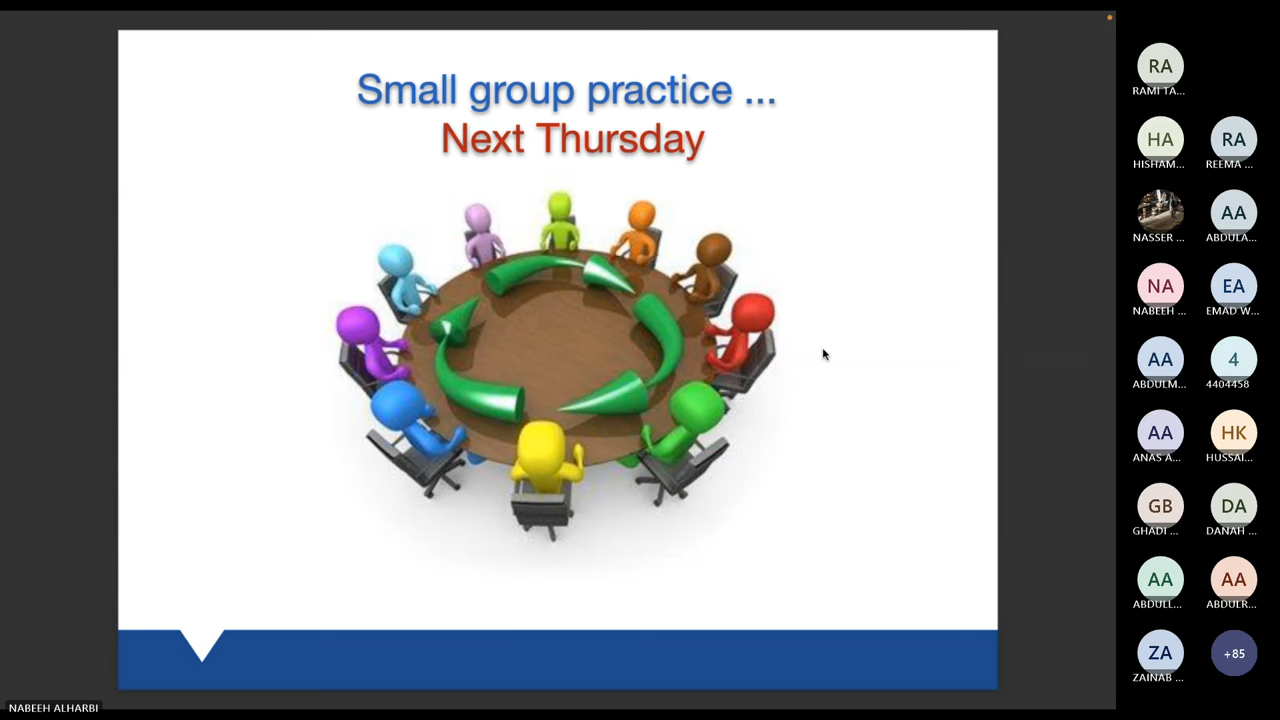 Small group practice ...
Next Thursday
RA
RAMI TA...
HA
RA
HISHAM...
REEMA ...
AA
NASSER ...
ABDULA...
NA
EA
NABEEH ...
EMAD W...
AA
4
ABDULM...
4404458
AA
HK
ANAS A...
HUSSAI...
GB
DA
GHADI ...
DANAH ...
AA
AA
ABDULL...
ABDULR...
ZA
+85
ZAINAB ...
NABEEH ALHARBI